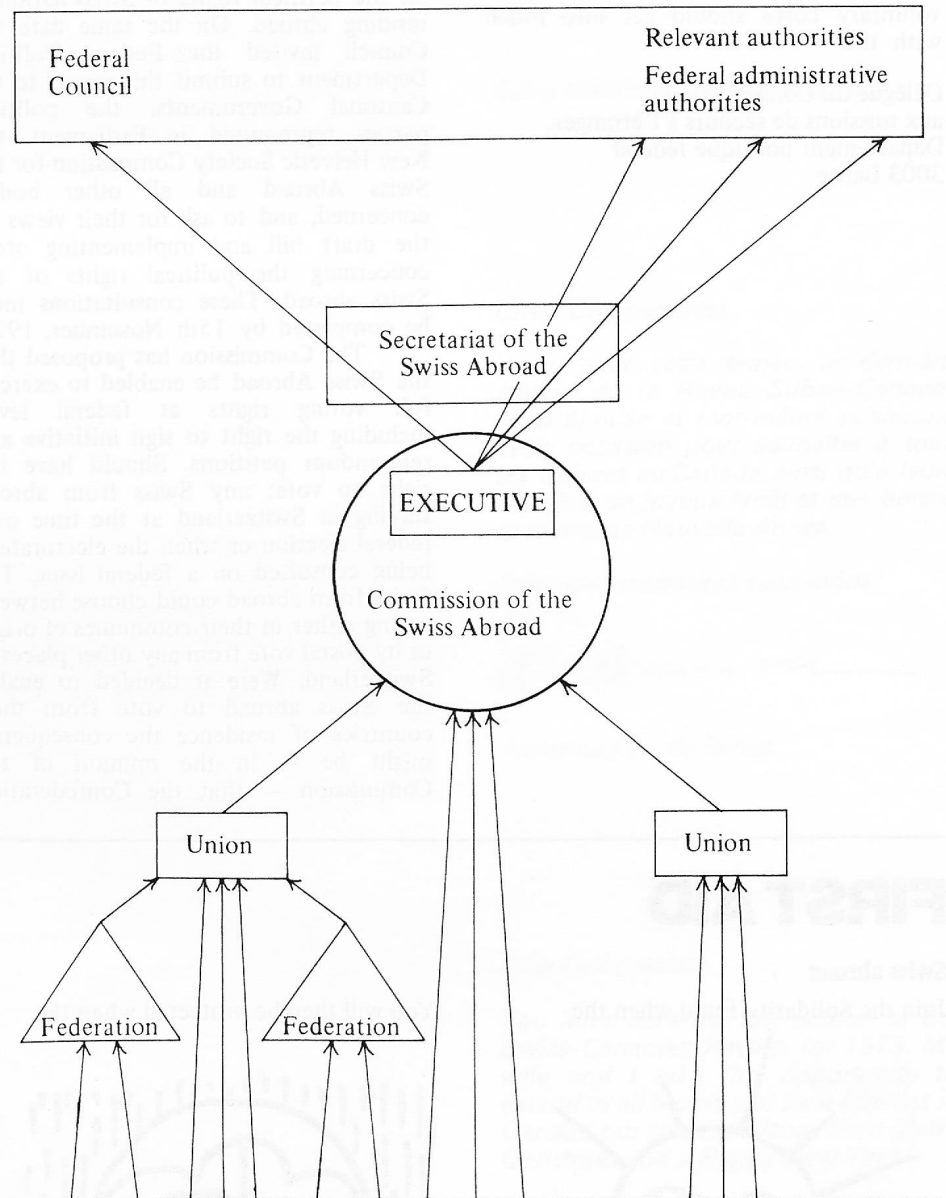 Federal
Council
Relevant authorities
Federal administrative
authorities
Secretariat of the
Swiss Abroad
EXECUTIVE
Commission of the
Swiss Abroad
Union
Union
Federation
Federation